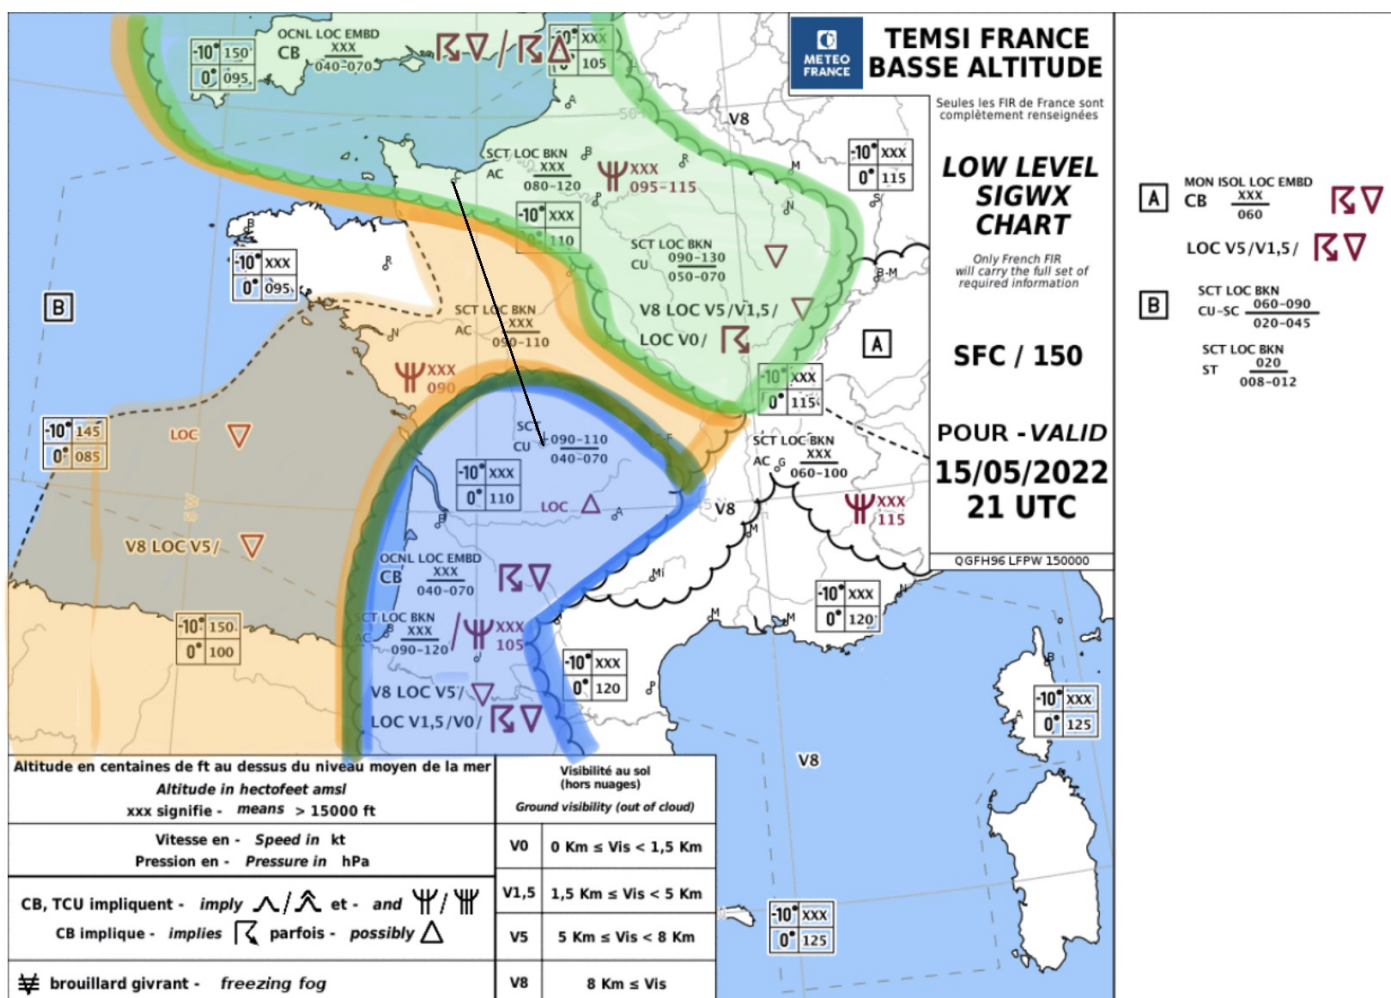 OCNL LOC EMBD
CB XXX
040-070
-10° 150
0° 095
-10° XXX
0° 105
METEO
FRANCE
TEMSI FRANCE
BASSE ALTITUDE
Seules les FIR de France sont
complètement renseignées
LOW LEVEL
SIGWX
CHART
Only French FIR
will carry the full set of
required information
SFC / 150
POUR - VALID
15/05/2022
21 UTC
QGFH96 LFPW 150000
A
MON ISOL LOC EMBD
CB XXX
060
LOC V5/V1,5/
B
SCT LOC BKN
CU-SC 060-090
020-045
SCT LOC BKN
ST 020
008-012
V8
-10° XXX
0° 115
SCT LOC BKN
AC XXX
080-120
XXX
095-115
-10° XXX
0° 110
SCT LOC BKN
CU 090-130
050-070
V8 LOC V5/V1,5/
LOC V0/
B
-10° XXX
0° 095
A
SCT LOC BKN
AC XXX
090-110
XXX
090
-10° XXX
0° 115
-10° 145
0° 085
LOC
V8 LOC V5/
SCT
CU 090-110
040-070
-10° XXX
0° 110
LOC
SCT LOC BKN
AC XXX
060-100
V8
XXX
115
OCNL LOC EMBD
CB XXX
040-070
SCT LOC BKN
AC XXX
090-120
/ XXX
105
V8 LOC V5/
LOC V1,5/V0/
-10° 150
0° 100
-10° XXX
0° 120
-10° XXX
0° 120
-10° XXX
0° 125
V8
-10° XXX
0° 125
A
B
R
P
M
N
S
B-M
B
R
N
C
L
A
G
M
Mi
M
M
N
P
B
A
B
Altitude en centaines de ft au dessus du niveau moyen de la mer
Altitude in hectofeet amsl
xxx signifie - means > 15000 ft
Vitesse en - Speed in kt
Pression en - Pressure in hPa
CB, TCU impliquent - imply / et - and /
CB implique - implies parfois - possibly
brouillard givrant - freezing fog
Visibilité au sol
(hors nuages)
Ground visibility (out of cloud)
V0 0 Km ≤ Vis < 1,5 Km
V1,5 1,5 Km ≤ Vis < 5 Km
V5 5 Km ≤ Vis < 8 Km
V8 8 Km ≤ Vis